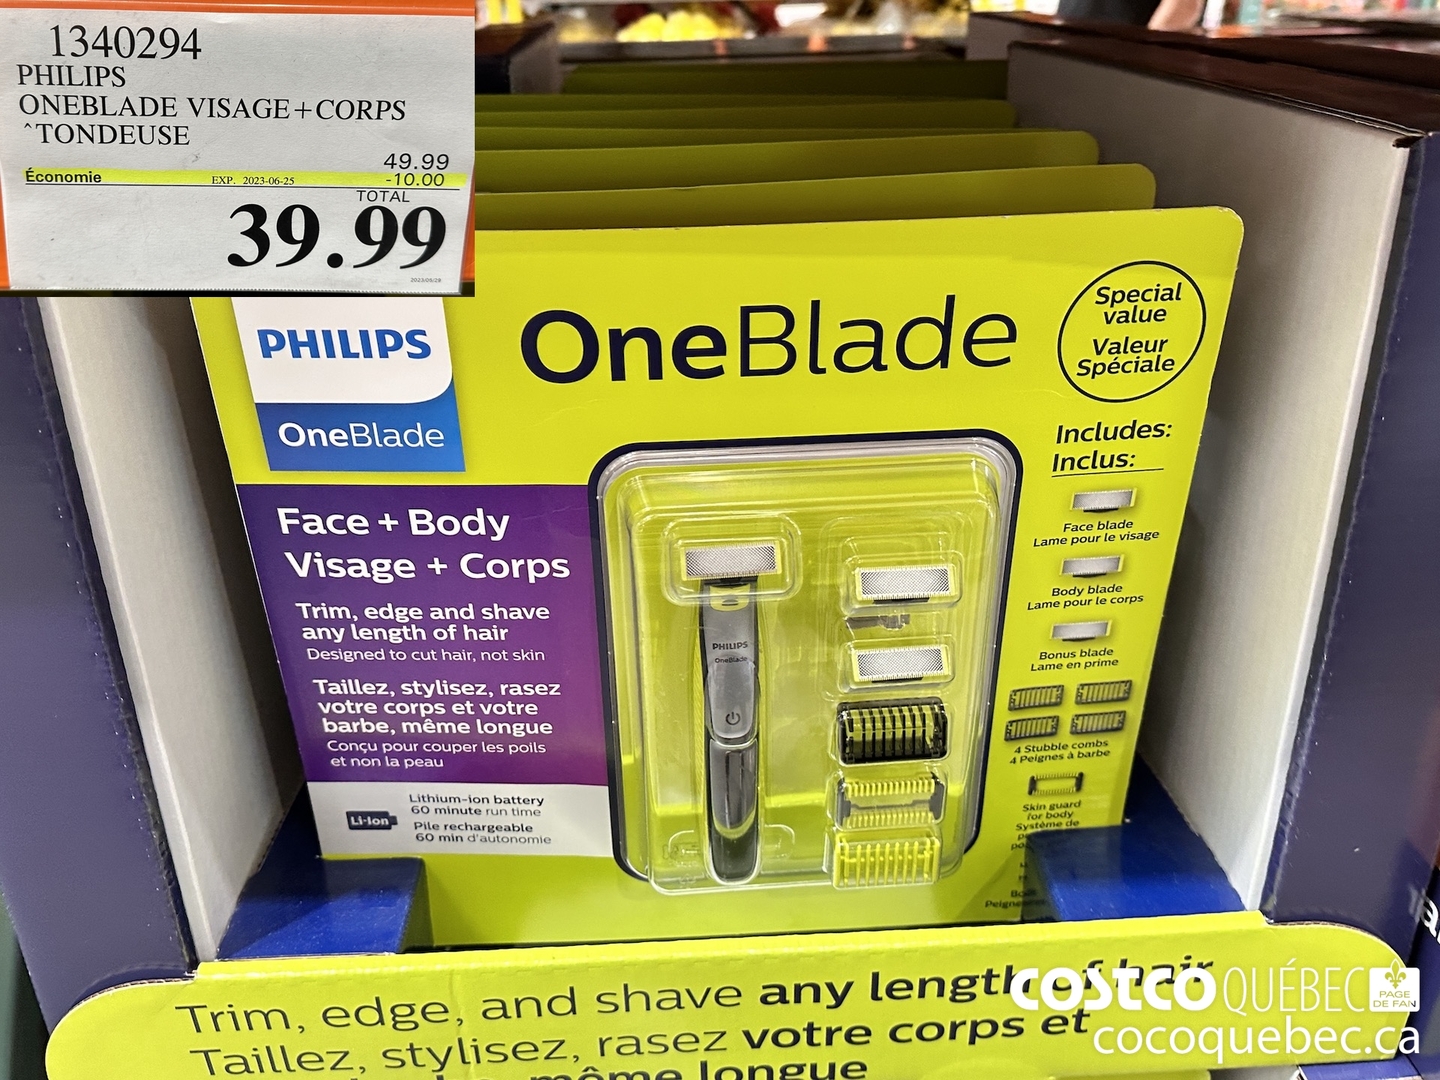 1340294
PHILIPS
ONEBLADE VISAGE+CORPS
^TONDEUSE
49.99
Économie EXP. 2023-06-25 -10.00
TOTAL
39.99
2023/05/28
PHILIPS
OneBlade
OneBlade
Special
value
Valeur
Spéciale
Face + Body
Visage + Corps
Trim, edge and shave
any length of hair
Designed to cut hair, not skin
Taillez, stylisez, rasez
votre corps et votre
barbe, même longue
Conçu pour couper les poils
et non la peau
Li-Ion
Lithium-ion battery
60 minute run time
Pile rechargeable
60 min d'autonomie
PHILIPS
OneBlade
Includes:
Inclus:
Face blade
Lame pour le visage
Body blade
Lame pour le corps
Bonus blade
Lame en prime
4 Stubble combs
4 Peignes à barbe
Skin guard
for body
Système de
Trim, edge, and shave any length of hair
Taillez, stylisez, rasez votre corps et
même longue
COSTCO QUÉBEC
PAGE
DE FAN
cocoquebec.ca